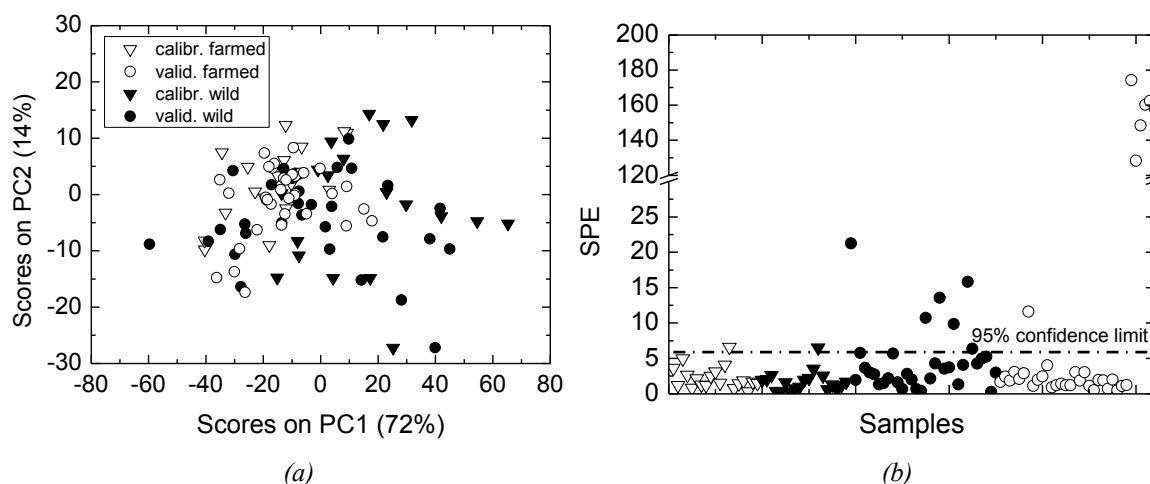 30
20
10
0
-10
-20
-30
-80
-60
-40
-20
0
20
40
60
80
calibr. farmed
valid. farmed
calibr. wild
valid. wild
Scores on PC2 (14%)
Scores on PC1 (72%)
(a)
200
180
160
140
120
25
20
15
10
5
0
SPE
95% confidence limit
Samples
(b)